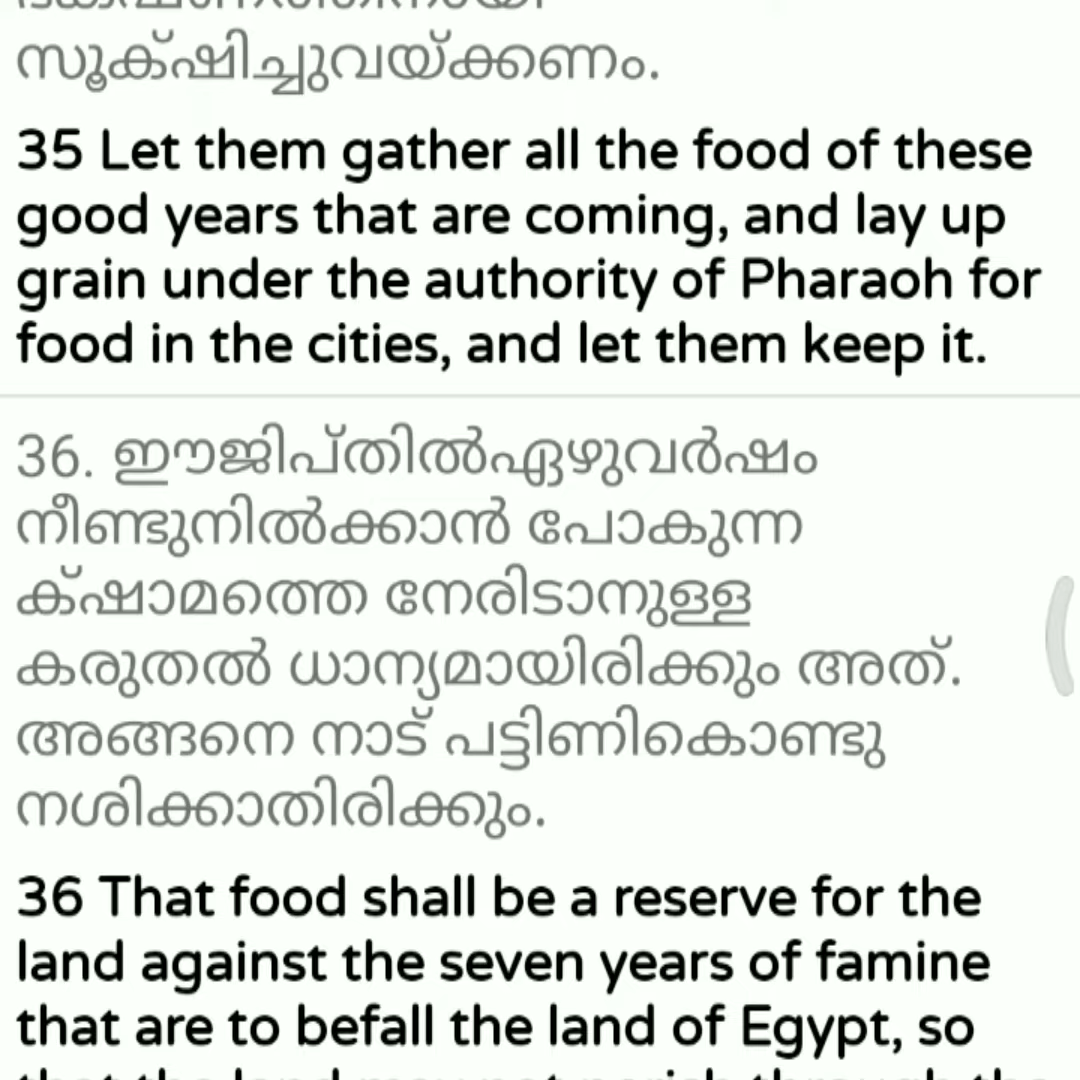 സൂക്ഷിച്ചുവയ്ക്കണം.
35 Let them gather all the food of these
good years that are coming, and lay up
grain under the authority of Pharaoh for
food in the cities, and let them keep it.
36. ഈജിപ്തിൽഏഴുവർഷം
നീണ്ടുനിൽക്കാൻ പോകുന്ന
ക്ഷാമത്തെ നേരിടാനുള്ള
കരുതൽ ധാന്യമായിരിക്കും അത്.
അങ്ങനെ നാട് പട്ടിണികൊണ്ടു
നശിക്കാതിരിക്കും.
36 That food shall be a reserve for the
land against the seven years of famine
that are to befall the land of Egypt, so